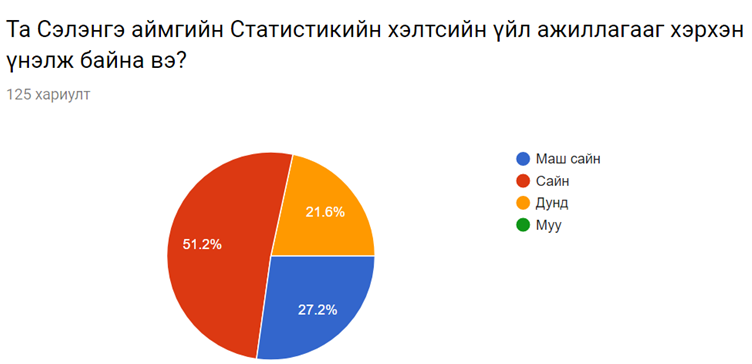 Та Сэлэнгэ аймгийн Статистикийн хэлтсийн үйл ажиллагааг хэрхэн
үнэлж байна вэ?
125 хариулт
Маш сайн
Сайн
Дунд
Муу
21.6%
51.2%
27.2%